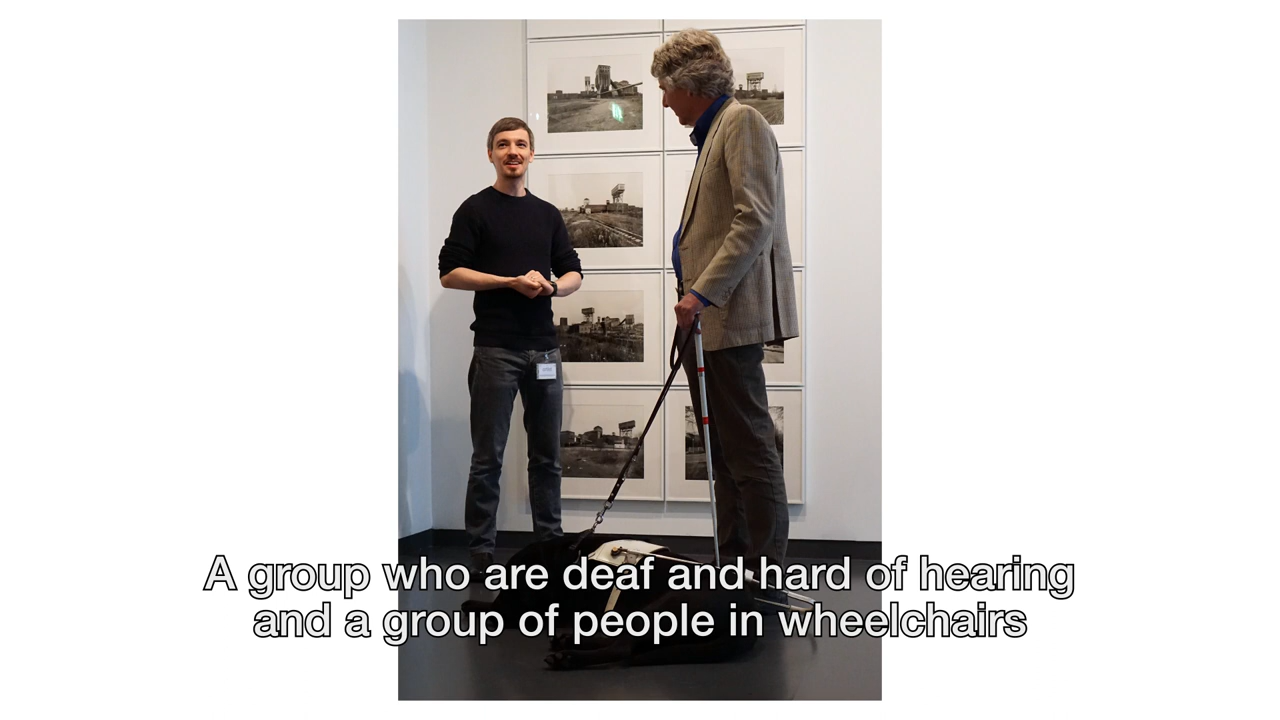 A group who are deaf and hard of hearing
and a group of people in wheelchairs